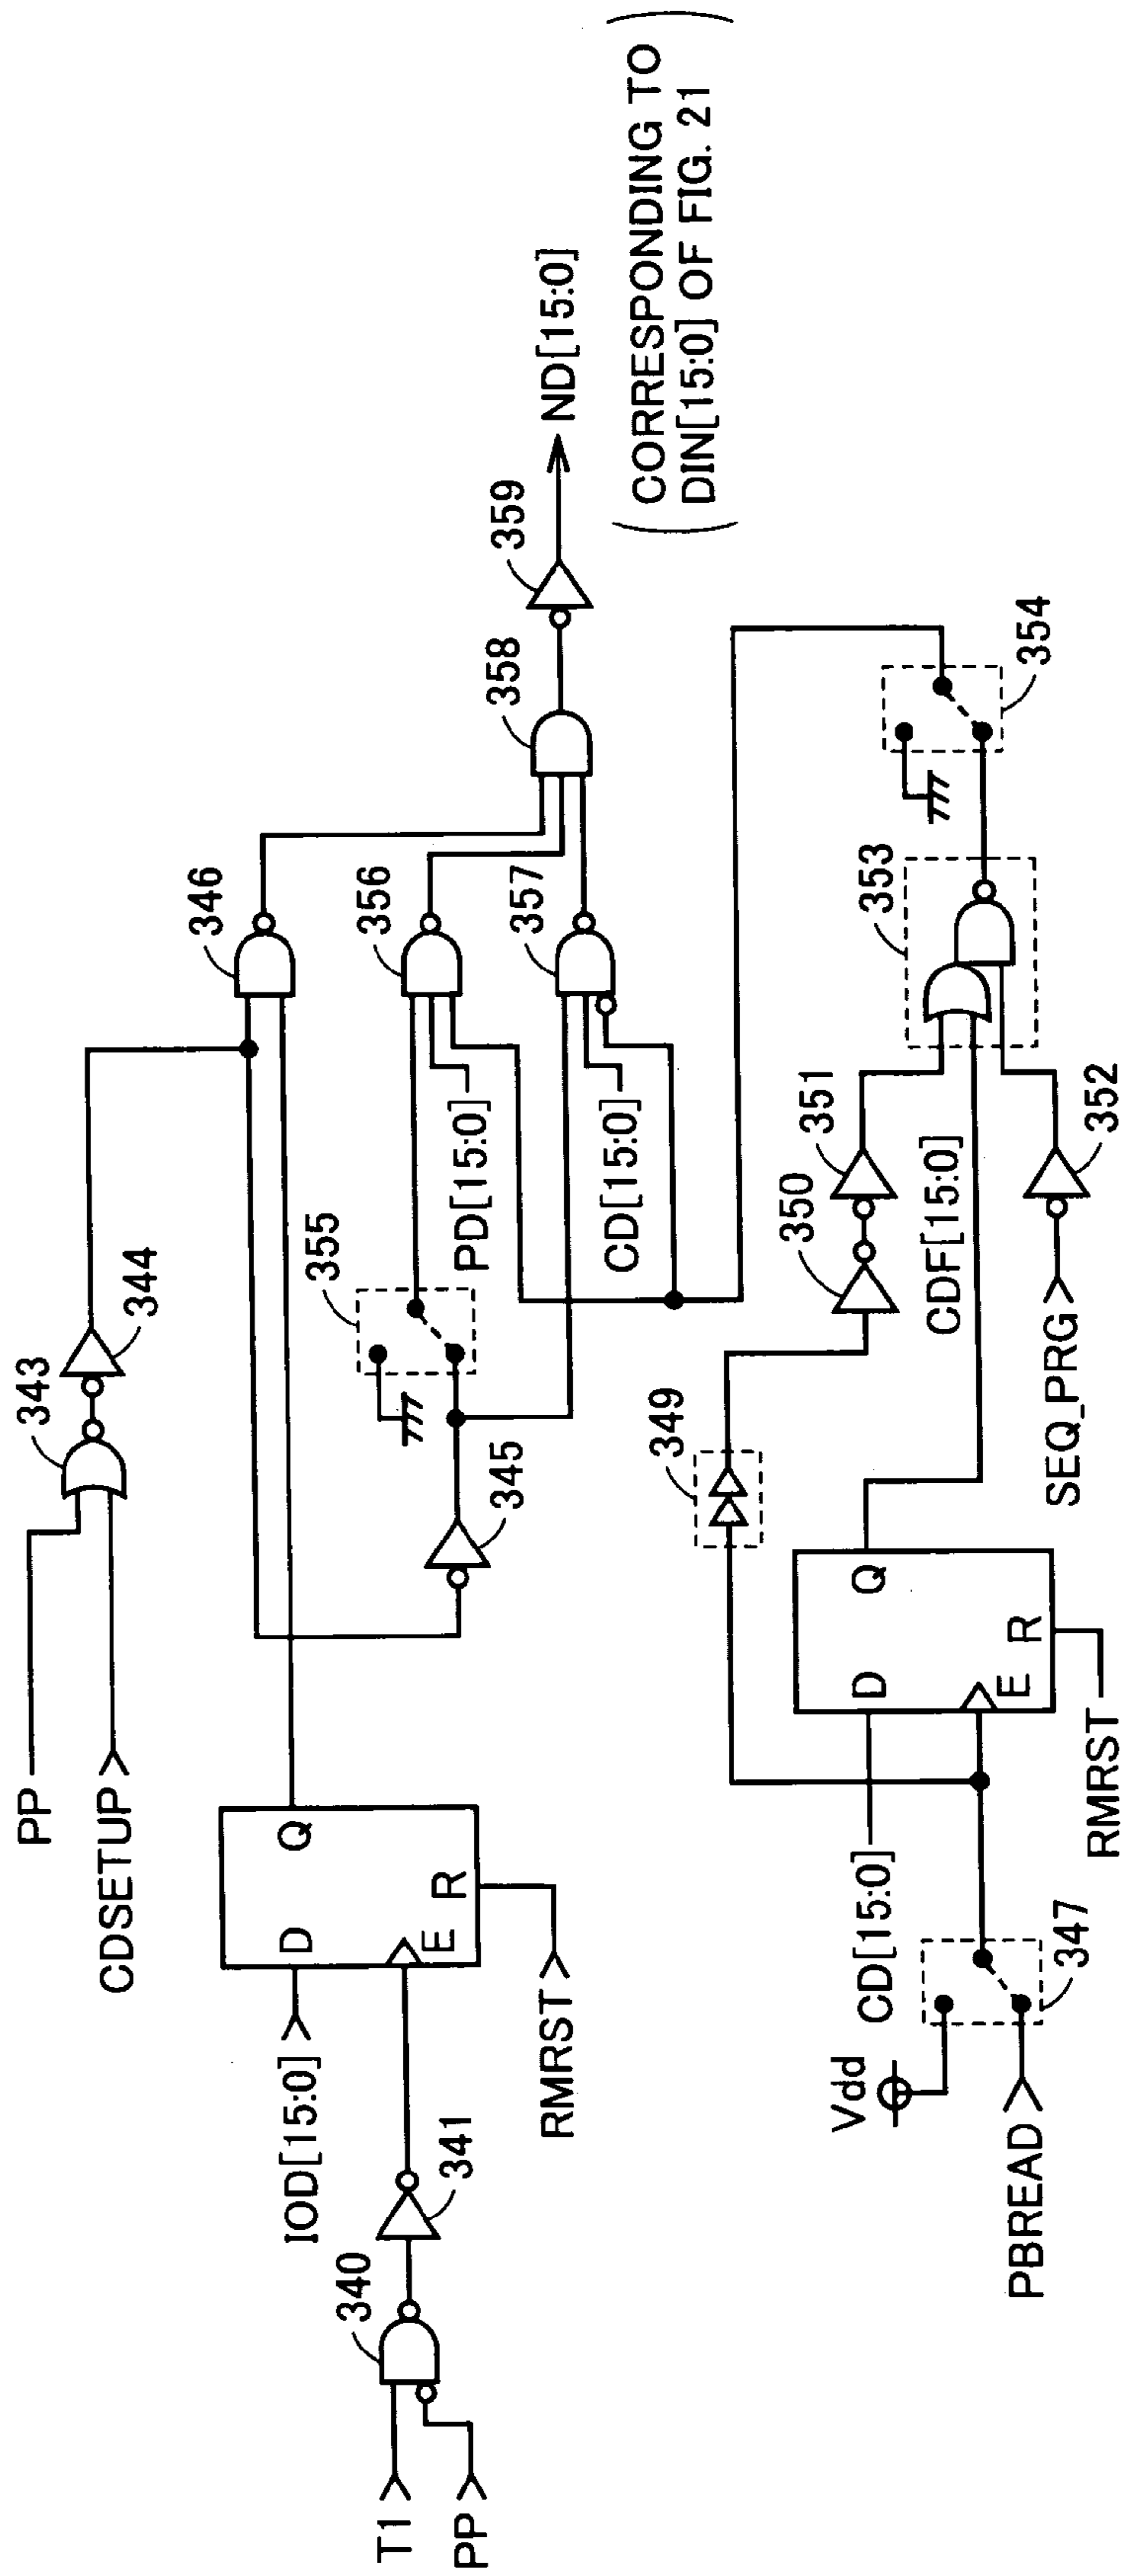 PP
CDSETUP
343
344
T1
PP
340
341
IOD[15:0]
D
Q
E
R
RMRST
345
355
346
PD[15:0]
356
CD[15:0]
357
358
359
ND[15:0]
CORRESPONDING TO
DIN[15:0] OF FIG. 21
Vdd
PBREAD
347
CD[15:0]
D
Q
E
R
RMRST
349
350
351
CDF[15:0]
SEQ_PRG
352
353
354